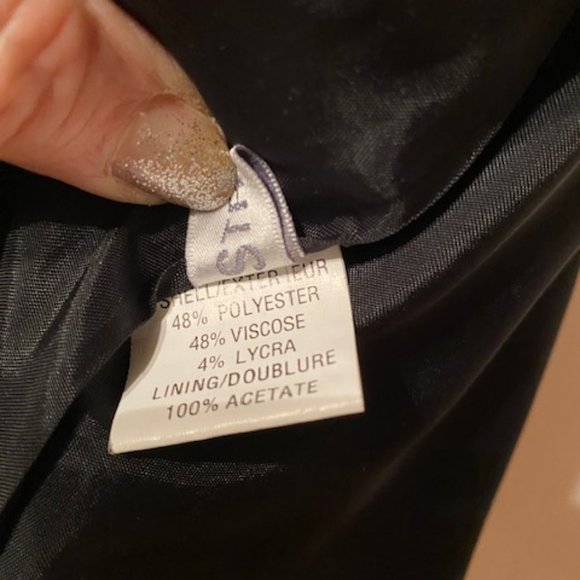 SHELL/EXTERIEUR
48% POLYESTER
48% VISCOSE
4% LYCRA
LINING/DOUBLURE
100% ACETATE